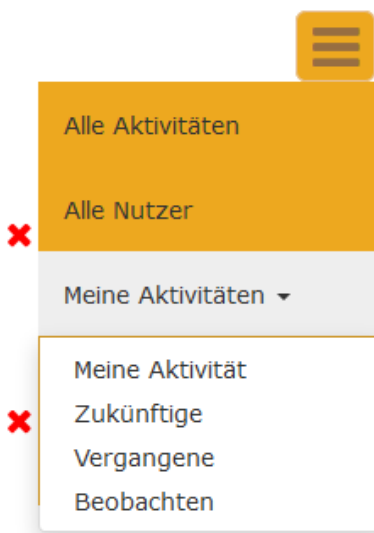 Alle Aktivitäten
Alle Nutzer
Meine Aktivitäten
Meine Aktivität
Zukünftige
Vergangene
Beobachten